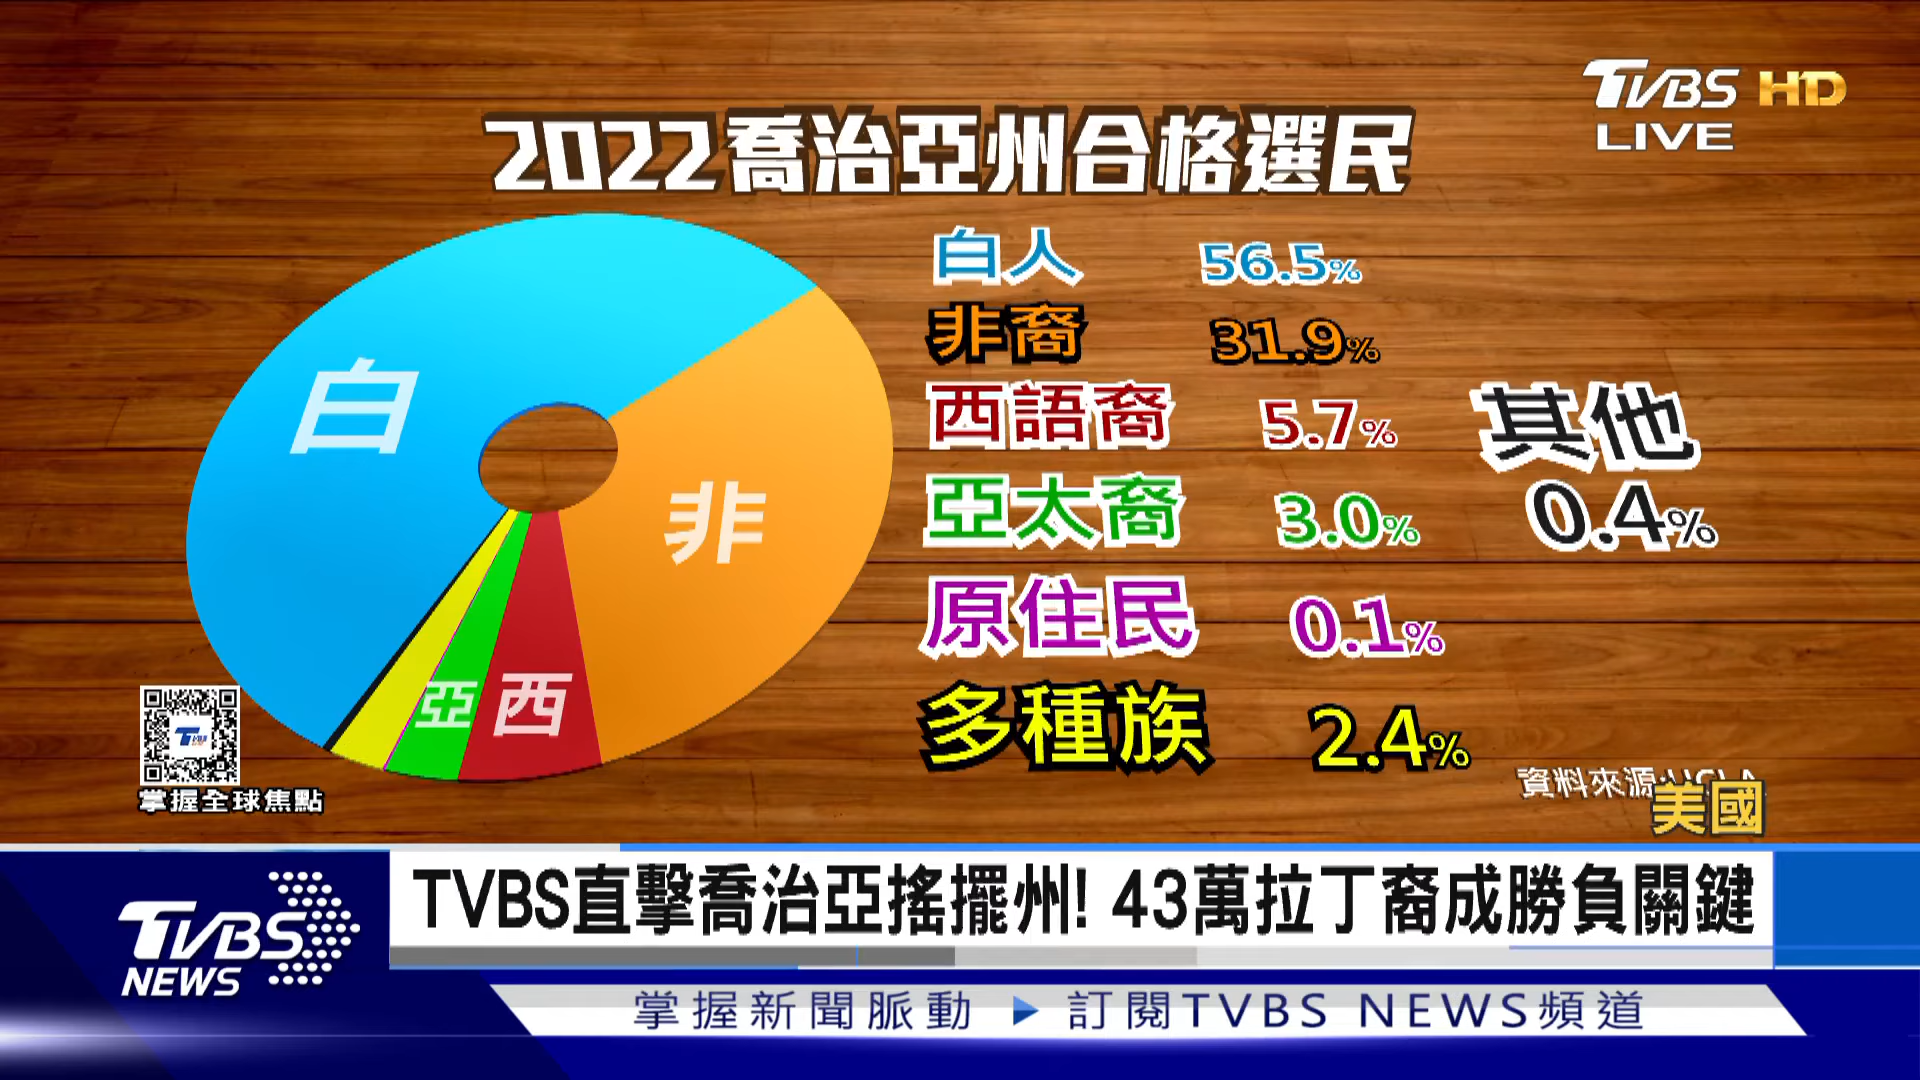 TVBS HD
LIVE
2022喬治亞州合格選民
白人 56.5%
非裔 31.9%
西語裔 5.7%
亞太裔 3.0%
原住民 0.1%
多種族 2.4%
其他
0.4%
白
非
亞
西
TVBS
掌握全球焦點
資料來源:UCLA
美國
TVBS直擊喬治亞搖擺州! 43萬拉丁裔成勝負關鍵
TVBS
NEWS
掌握新聞脈動 ▶ 訂閱TVBS NEWS頻道